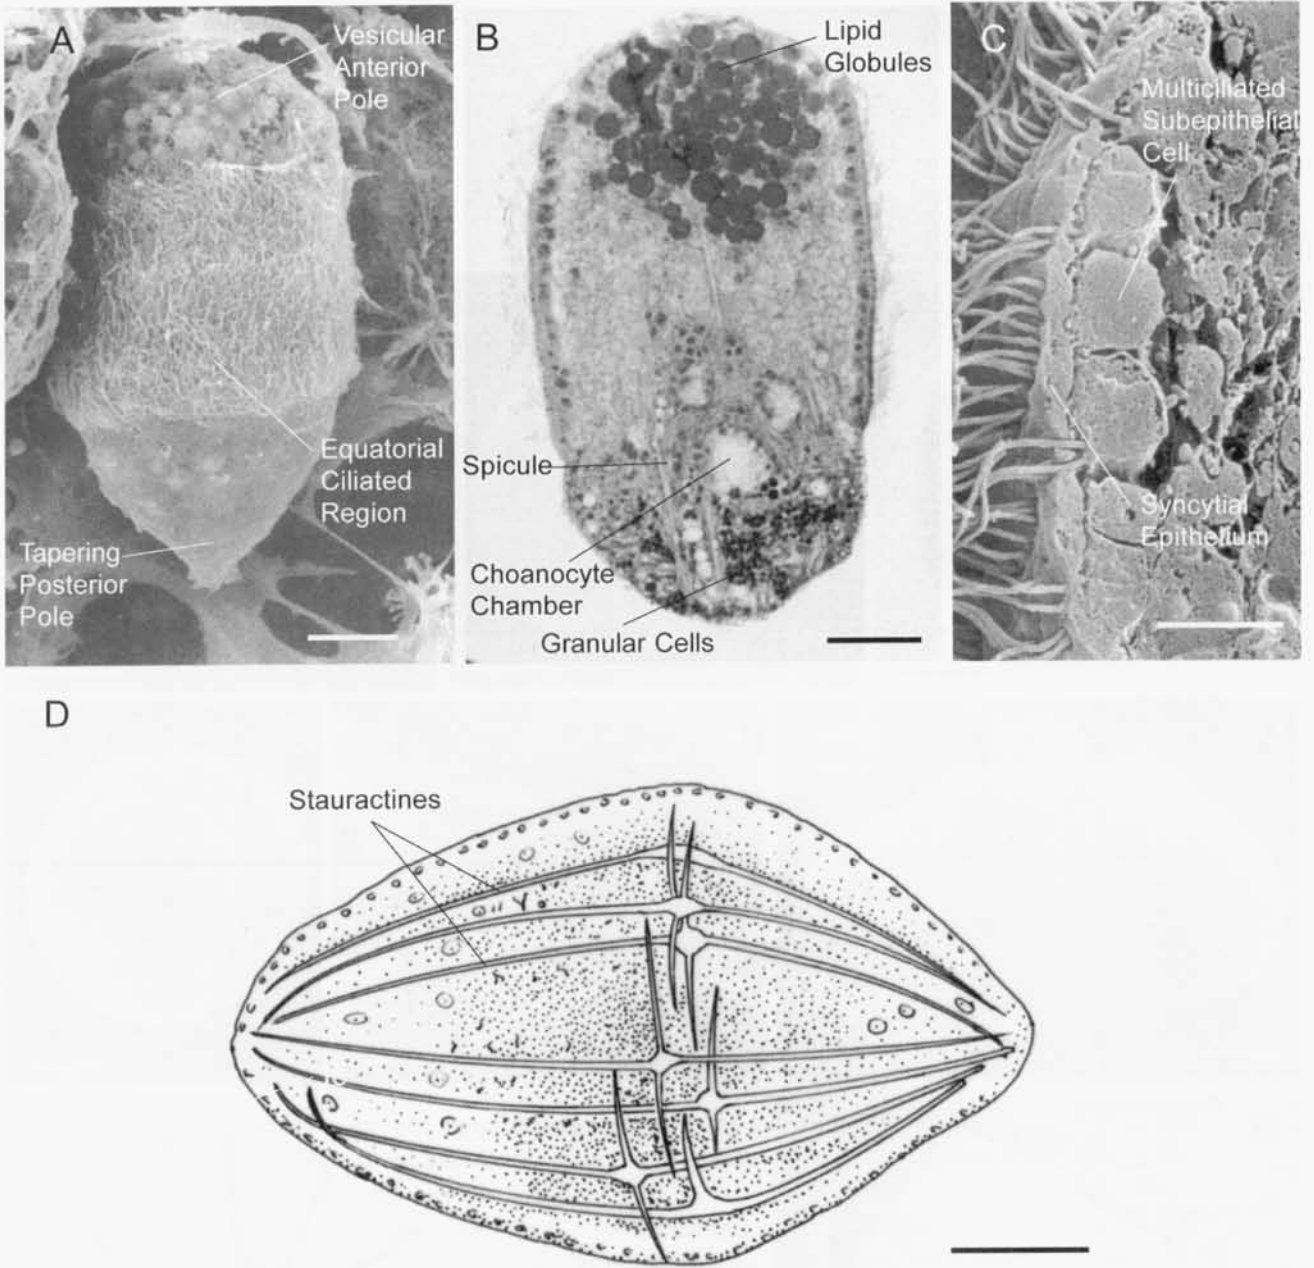 A
Vesicular
Anterior
Pole
Equatorial
Ciliated
Region
Tapering
Posterior
Pole
B
Lipid
Globules
Spicule
Choanocyte
Chamber
Granular Cells
C
Multiciliated
Subepithelial
Cell
Syncytial
Epithelium
D
Stauractines